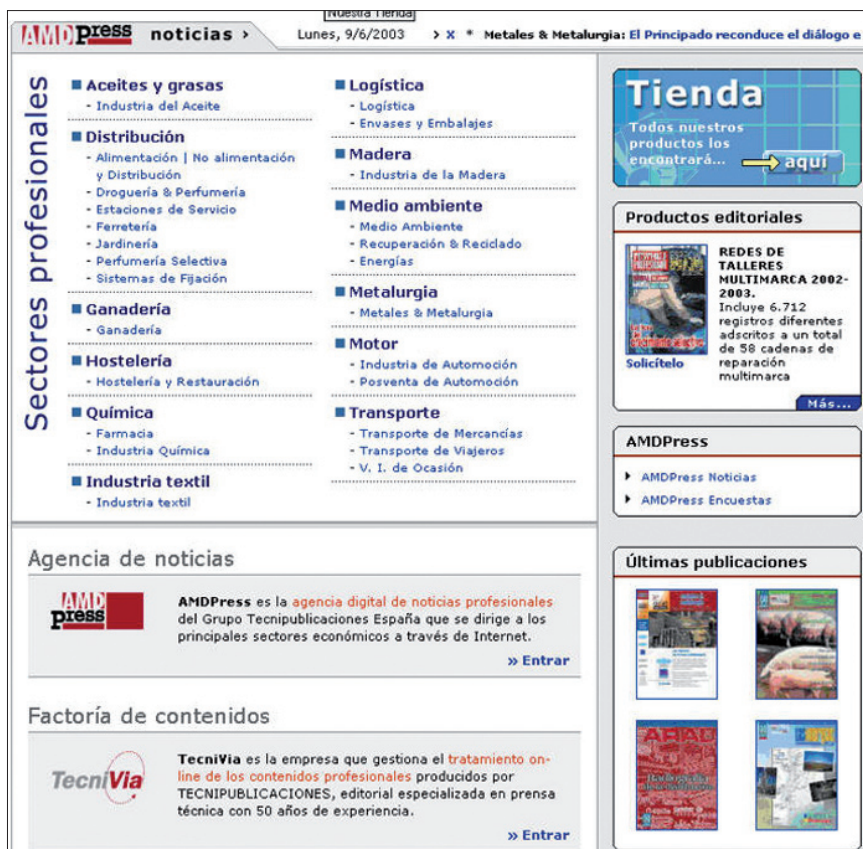 Nuestra Tienda
AMDPress noticias ›
Lunes, 9/6/2003
› X * Metales & Metalurgia: El Principado reconduce el diálogo e
Sectores profesionales
Aceites y grasas
- Industria del Aceite
Distribución
- Alimentación | No alimentación
y Distribución
- Droguería & Perfumería
- Estaciones de Servicio
- Ferretería
- Jardinería
- Perfumería Selectiva
- Sistemas de Fijación
Ganadería
- Ganadería
Hostelería
- Hostelería y Restauración
Química
- Farmacia
- Industria Química
Industria textil
- Industria textil
Logística
- Logística
- Envases y Embalajes
Madera
- Industria de la Madera
Medio ambiente
- Medio Ambiente
- Recuperación & Reciclado
- Energías
Metalurgia
- Metales & Metalurgia
Motor
- Industria de Automoción
- Posventa de Automoción
Transporte
- Transporte de Mercancías
- Transporte de Viajeros
- V. I. de Ocasión
Agencia de noticias
AMD
press
AMDPress es la agencia digital de noticias profesionales
del Grupo Tecnipublicaciones España que se dirige a los
principales sectores económicos a través de Internet.
» Entrar
Factoría de contenidos
TecniVia
TecniVia es la empresa que gestiona el tratamiento on-
line de los contenidos profesionales producidos por
TECNIPUBLICACIONES, editorial especializada en prensa
técnica con 50 años de experiencia.
» Entrar
Tienda
Todos nuestros
productos los
encontrará...
aquí
Productos editoriales
REDES DE
TALLERES
MULTIMARCA 2002-
2003.
Incluye 6.712
registros diferentes
adscritos a un total
de 58 cadenas de
reparación
multimarca
Solicítelo
Más...
AMDPress
AMDPress Noticias
AMDPress Encuestas
Últimas publicaciones